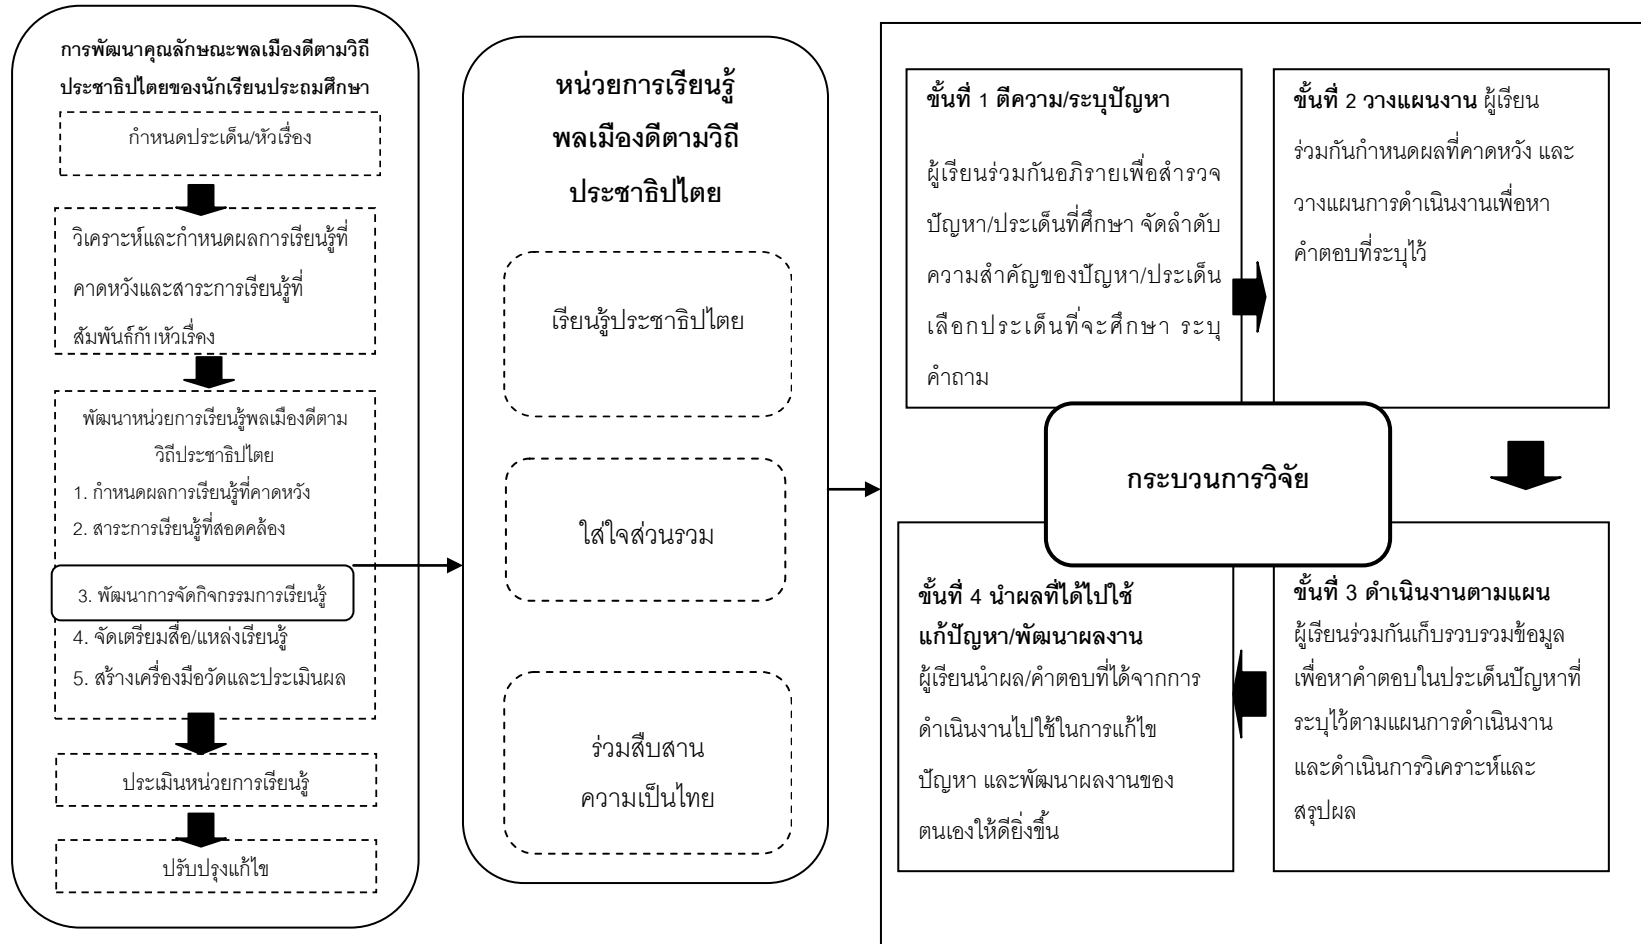 การพัฒนาคุณลักษณะพลเมืองดีตามวิถี
ประชาธิปไตยของนักเรียนประถมศึกษา
กำหนดประเด็น/หัวเรื่อง
วิเคราะห์และกำหนดผลการเรียนรู้ที่
คาดหวังและสาระการเรียนรู้ที่
สัมพันธ์กับหัวเรื่อง
พัฒนาหน่วยการเรียนรู้พลเมืองดีตาม
วิถีประชาธิปไตย
1. กำหนดผลการเรียนรู้ที่คาดหวัง
2. สาระการเรียนรู้ที่สอดคล้อง
3. พัฒนาการจัดกิจกรรมการเรียนรู้
4. จัดเตรียมสื่อ/แหล่งเรียนรู้
5. สร้างเครื่องมือวัดและประเมินผล
ประเมินหน่วยการเรียนรู้
ปรับปรุงแก้ไข
หน่วยการเรียนรู้
พลเมืองดีตามวิถี
ประชาธิปไตย
เรียนรู้ประชาธิปไตย
ใส่ใจส่วนรวม
ร่วมสืบสาน
ความเป็นไทย
ขั้นที่ 1 ตีความ/ระบุปัญหา
ผู้เรียนร่วมกันอภิรายเพื่อสำรวจ
ปัญหา/ประเด็นที่ศึกษา จัดลำดับ
ความสำคัญของปัญหา/ประเด็น
เลือกประเด็นที่จะศึกษา ระบุ
คำถาม
ขั้นที่ 2 วางแผนงาน ผู้เรียน
ร่วมกันกำหนดผลที่คาดหวัง และ
วางแผนการดำเนินงานเพื่อหา
คำตอบที่ระบุไว้
กระบวนการวิจัย
ขั้นที่ 3 ดำเนินงานตามแผน
ผู้เรียนร่วมกันเก็บรวบรวมข้อมูล
เพื่อหาคำตอบในประเด็นปัญหาที่
ระบุไว้ตามแผนการดำเนินงาน
และดำเนินการวิเคราะห์และ
สรุปผล
ขั้นที่ 4 นำผลที่ได้ไปใช้
แก้ปัญหา/พัฒนาผลงาน
ผู้เรียนนำผล/คำตอบที่ได้จากการ
ดำเนินงานไปใช้ในการแก้ไข
ปัญหา และพัฒนาผลงานของ
ตนเองให้ดียิ่งขึ้น